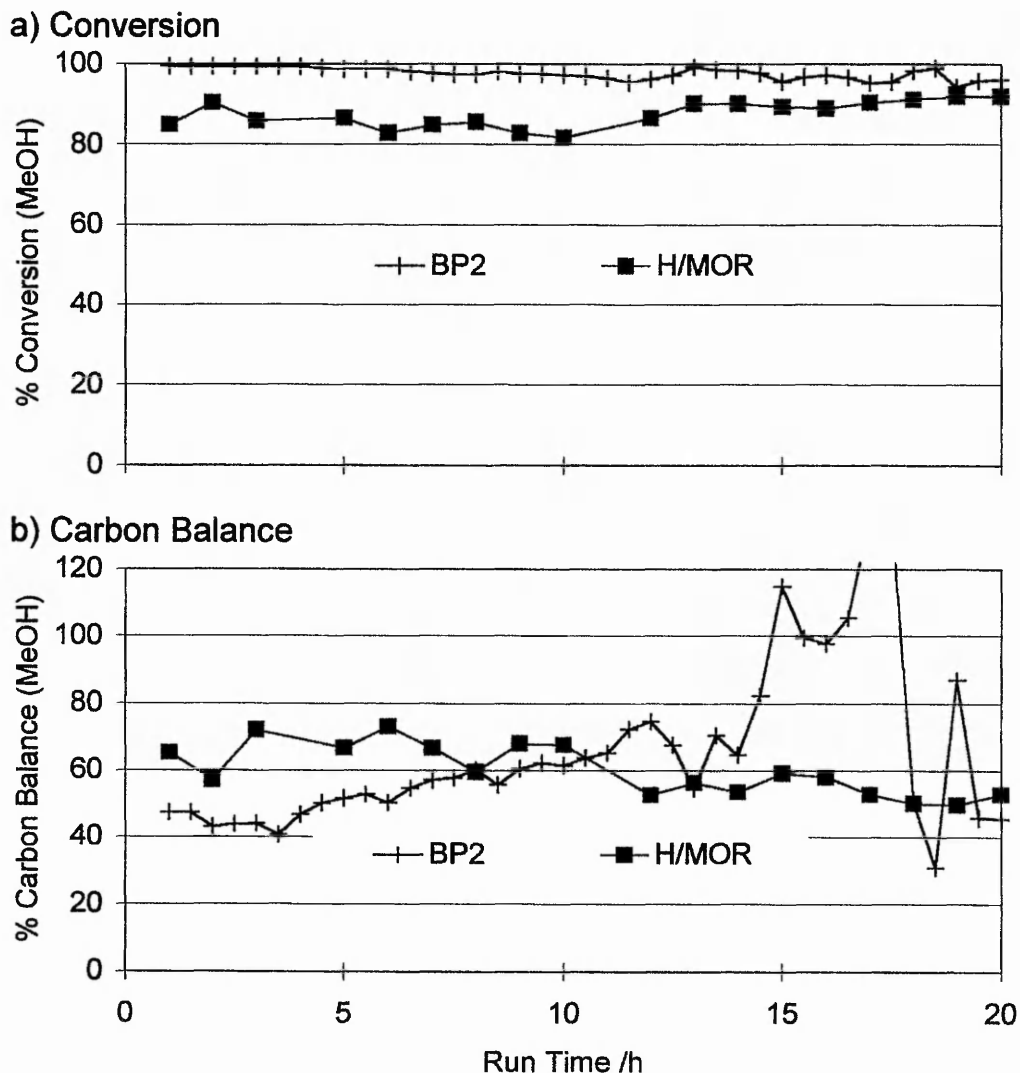 a) Conversion
% Conversion (MeOH)
100
80
60
40
20
0
BP2
H/MOR
b) Carbon Balance
% Carbon Balance (MeOH)
120
100
80
60
40
20
0
BP2
H/MOR
0 5 10 15 20
Run Time /h